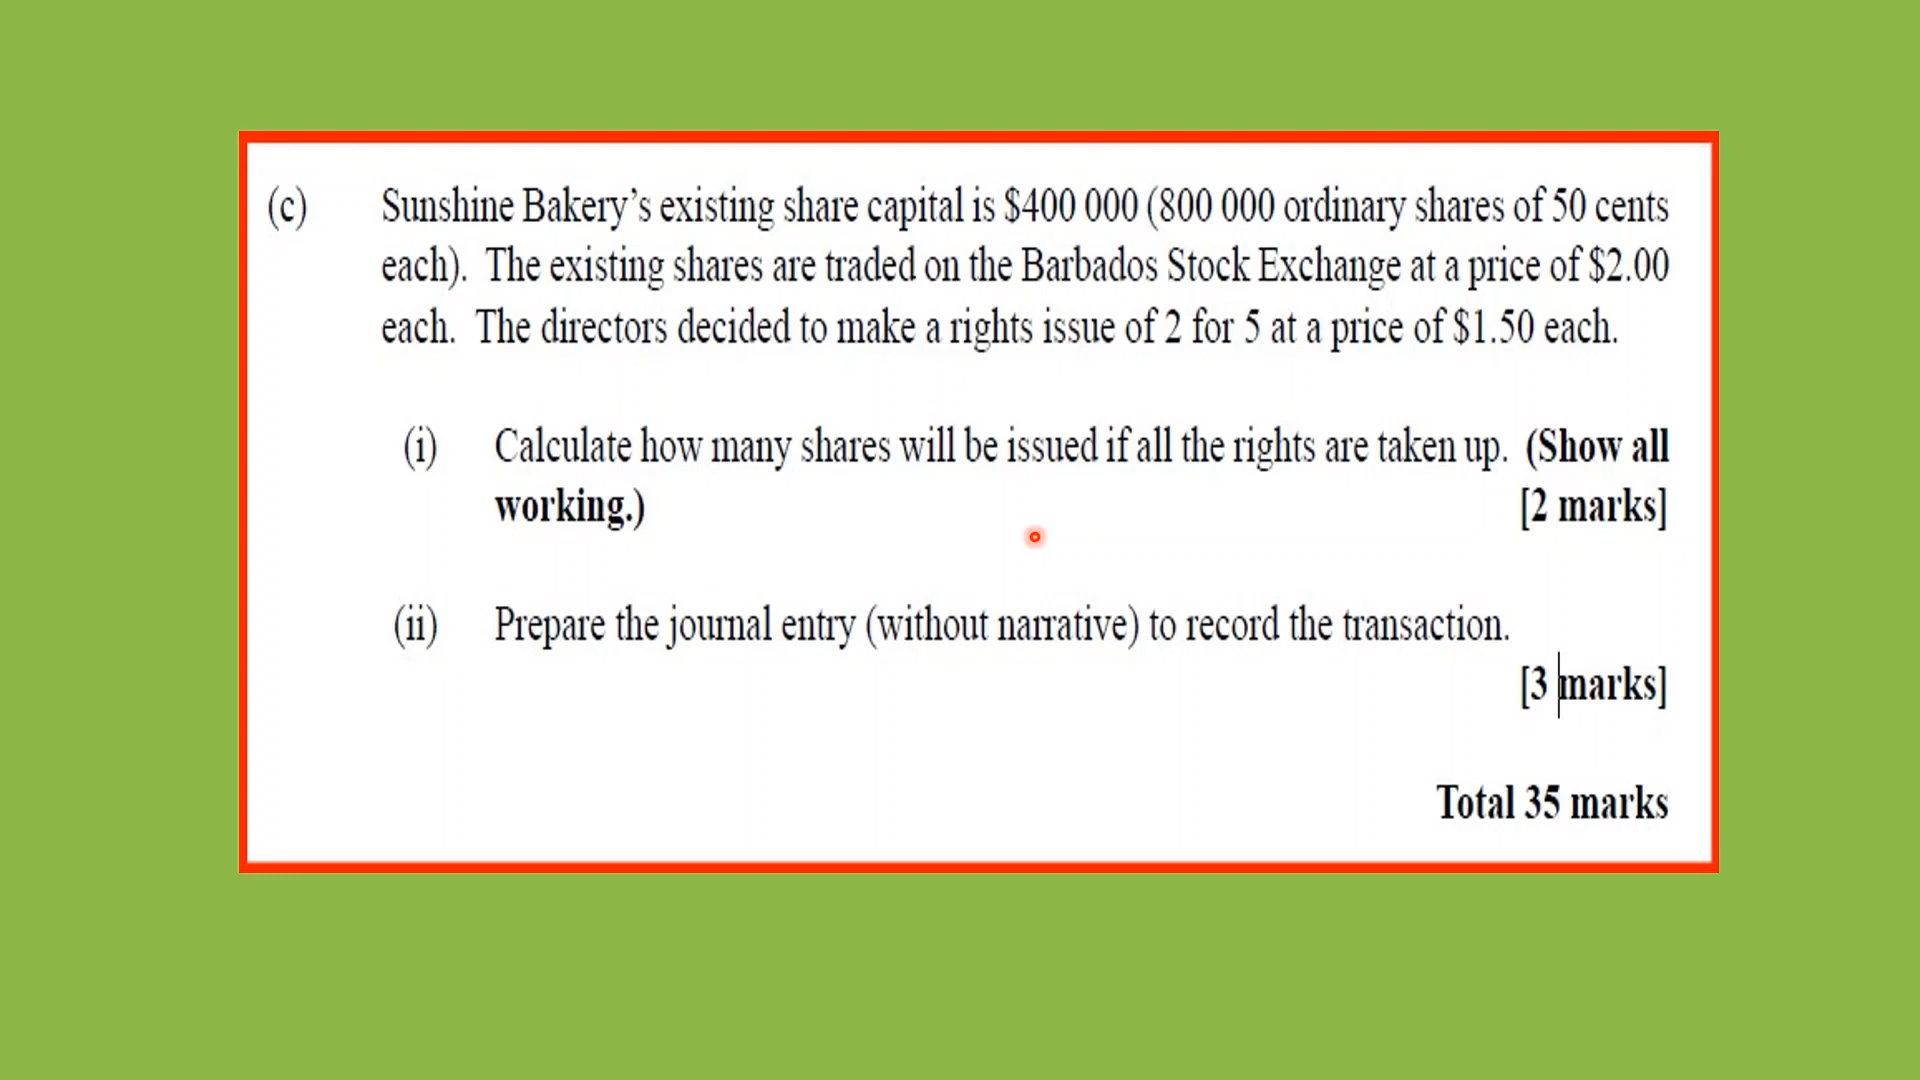 (c) Sunshine Bakery’s existing share capital is $400 000 (800 000 ordinary shares of 50 cents
each). The existing shares are traded on the Barbados Stock Exchange at a price of $2.00
each. The directors decided to make a rights issue of 2 for 5 at a price of $1.50 each.
(i) Calculate how many shares will be issued if all the rights are taken up. (Show all
working.) [2 marks]
(ii) Prepare the journal entry (without narrative) to record the transaction.
[3 marks]
Total 35 marks